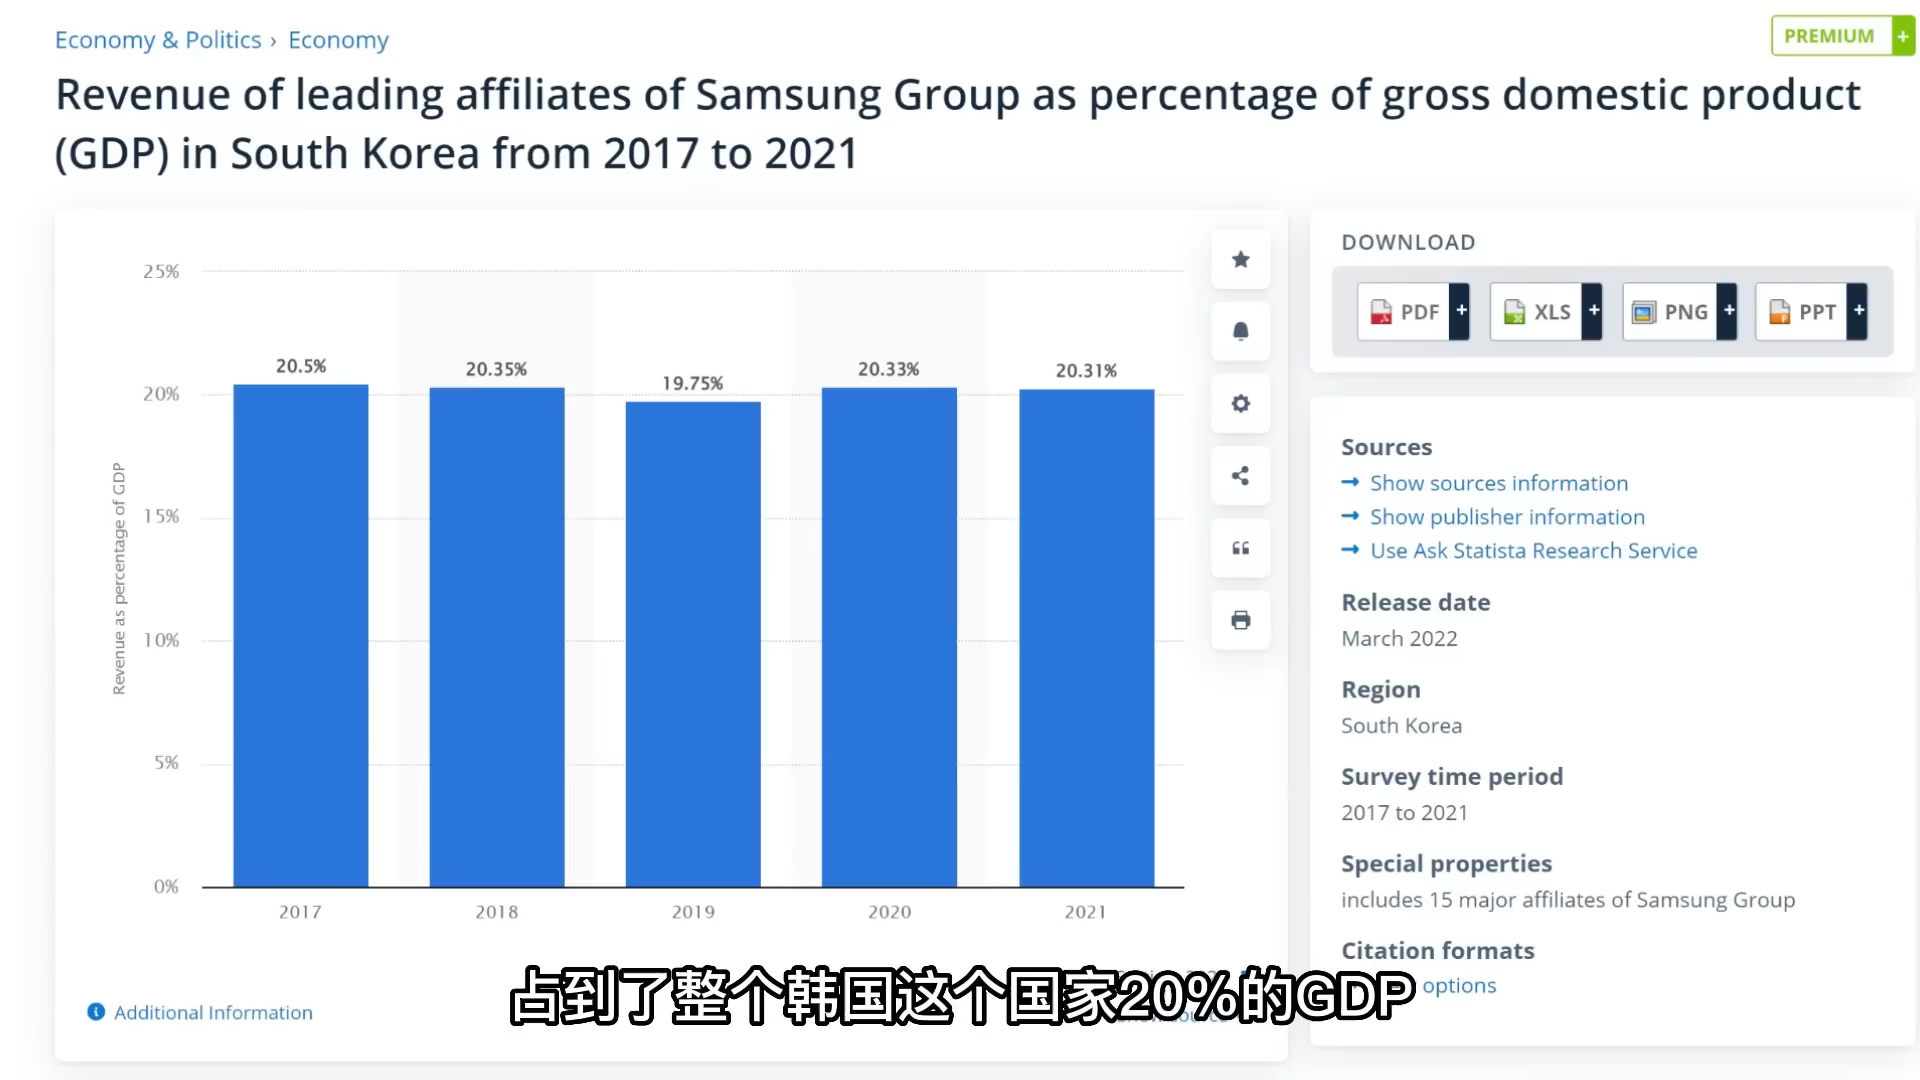 Economy & Politics › Economy
PREMIUM +
Revenue of leading affiliates of Samsung Group as percentage of gross domestic product
(GDP) in South Korea from 2017 to 2021
25%
20%
15%
10%
5%
0%
Revenue as percentage of GDP
20.5%
20.35%
19.75%
20.33%
20.31%
2017
2018
2019
2020
2021
Additional Information
DOWNLOAD
PDF +
XLS +
PNG +
PPT +
Sources
Show sources information
Show publisher information
Use Ask Statista Research Service
Release date
March 2022
Region
South Korea
Survey time period
2017 to 2021
Special properties
includes 15 major affiliates of Samsung Group
Citation formats
options
占到了整个韩国这个国家20%的GDP